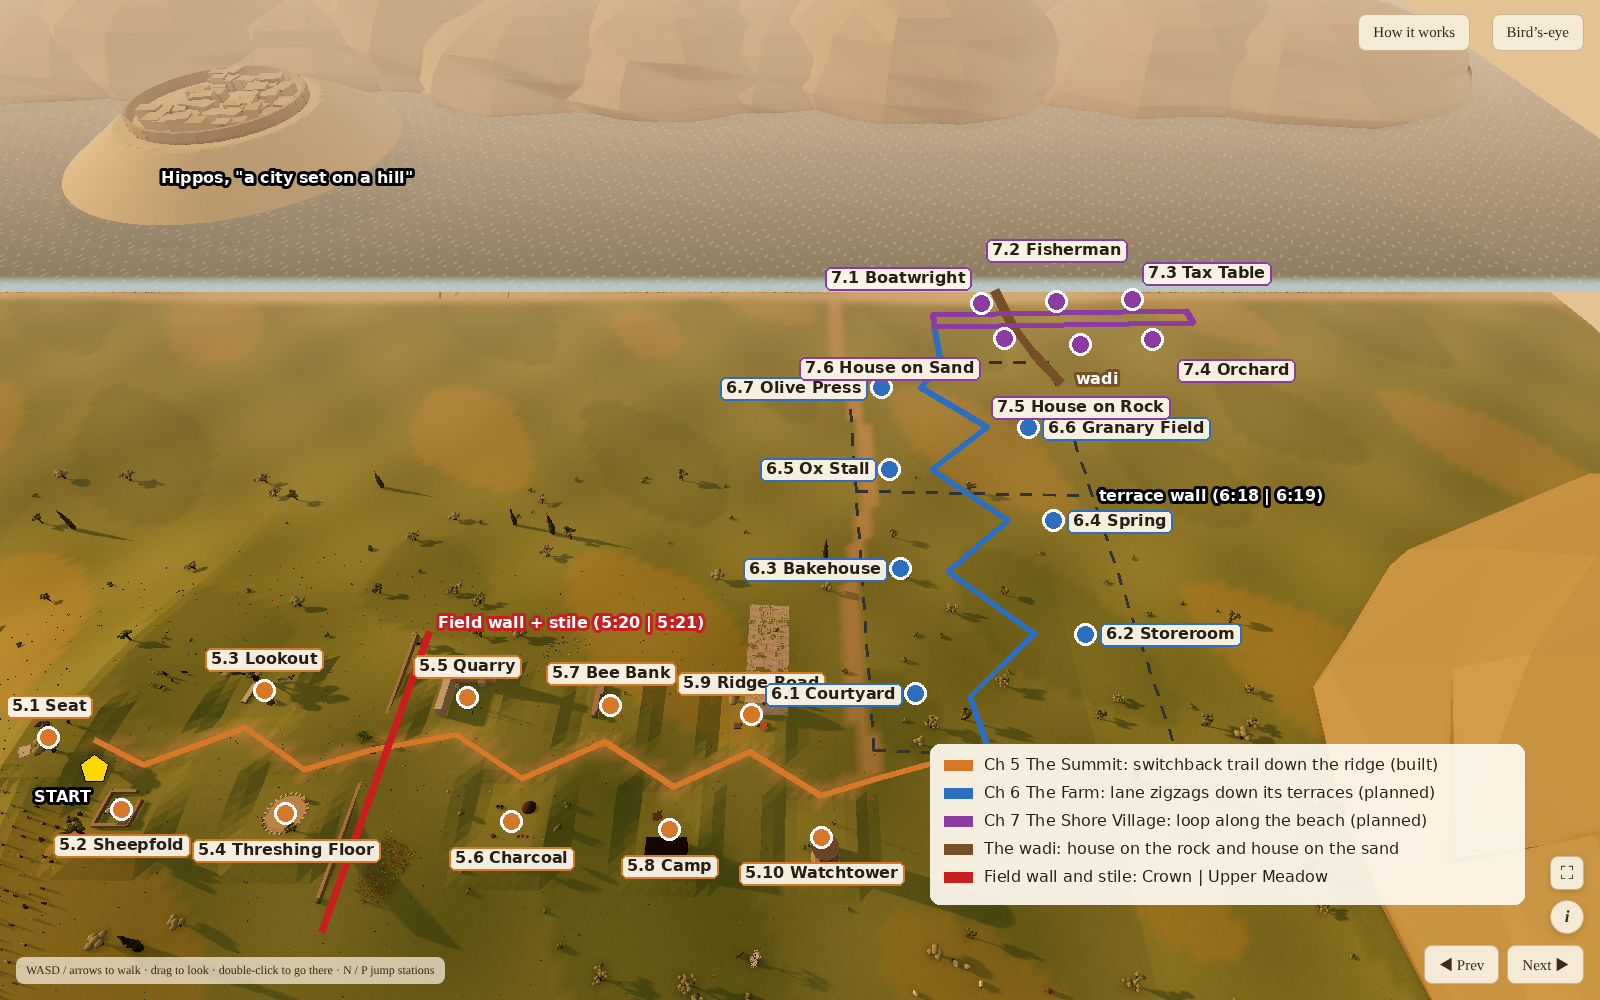 How it works
Bird's-eye
Hippos, "a city set on a hill"
7.2 Fisherman
7.1 Boatwright
7.3 Tax Table
7.6 House on Sand
7.4 Orchard
wadi
6.7 Olive Press
7.5 House on Rock
6.6 Granary Field
6.5 Ox Stall
terrace wall (6:18 | 6:19)
6.4 Spring
6.3 Bakehouse
Field wall + stile (5:20 | 5:21)
6.2 Storeroom
5.3 Lookout
5.5 Quarry
5.7 Bee Bank
5.9 Ridge Road
6.1 Courtyard
5.1 Seat
START
5.2 Sheepfold
5.4 Threshing Floor
5.6 Charcoal
5.8 Camp
5.10 Watchtower
Ch 5 The Summit: switchback trail down the ridge (built)
Ch 6 The Farm: lane zigzags down its terraces (planned)
Ch 7 The Shore Village: loop along the beach (planned)
The wadi: house on the rock and house on the sand
Field wall and stile: Crown | Upper Meadow
i
WASD / arrows to walk · drag to look · double-click to go there · N / P jump stations
◀ Prev
Next ▶